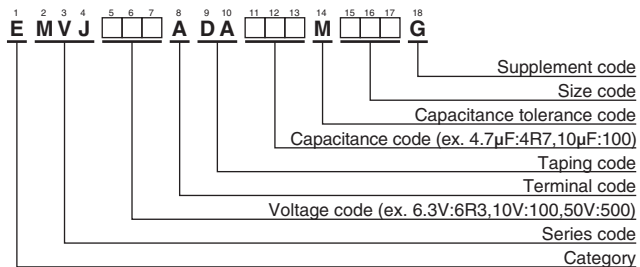 1 2 3 4 5 6 7 8 9 10 11 12 13 14 15 16 17 18
E MVJ A DA M G
Supplement code
Size code
Capacitance tolerance code
Capacitance code (ex. 4.7µF:4R7,10µF:100)
Taping code
Terminal code
Voltage code (ex. 6.3V:6R3,10V:100,50V:500)
Series code
Category